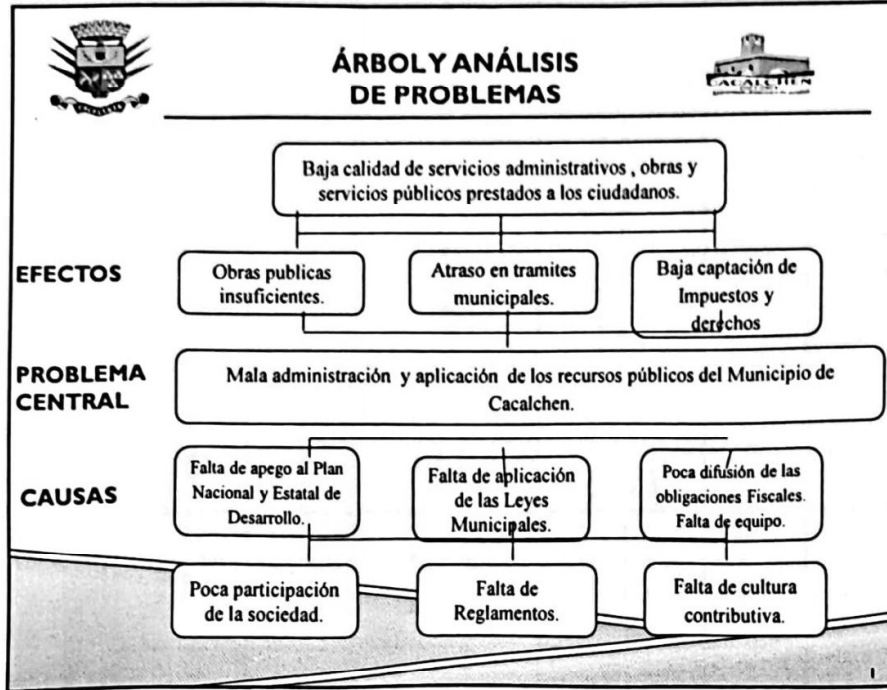 ÁRBOL Y ANÁLISIS
DE PROBLEMAS
CACALCHEN
Baja calidad de servicios administrativos , obras y
servicios públicos prestados a los ciudadanos.
EFECTOS
Obras publicas
insuficientes.
Atraso en tramites
municipales.
Baja captación de
Impuestos y
derechos
PROBLEMA
CENTRAL
Mala administración y aplicación de los recursos públicos del Municipio de
Cacalchen.
CAUSAS
Falta de apego al Plan
Nacional y Estatal de
Desarrollo.
Falta de aplicación
de las Leyes
Municipales.
Poca difusión de las
obligaciones Fiscales.
Falta de equipo.
Poca participación
de la sociedad.
Falta de
Reglamentos.
Falta de cultura
contributiva.
1